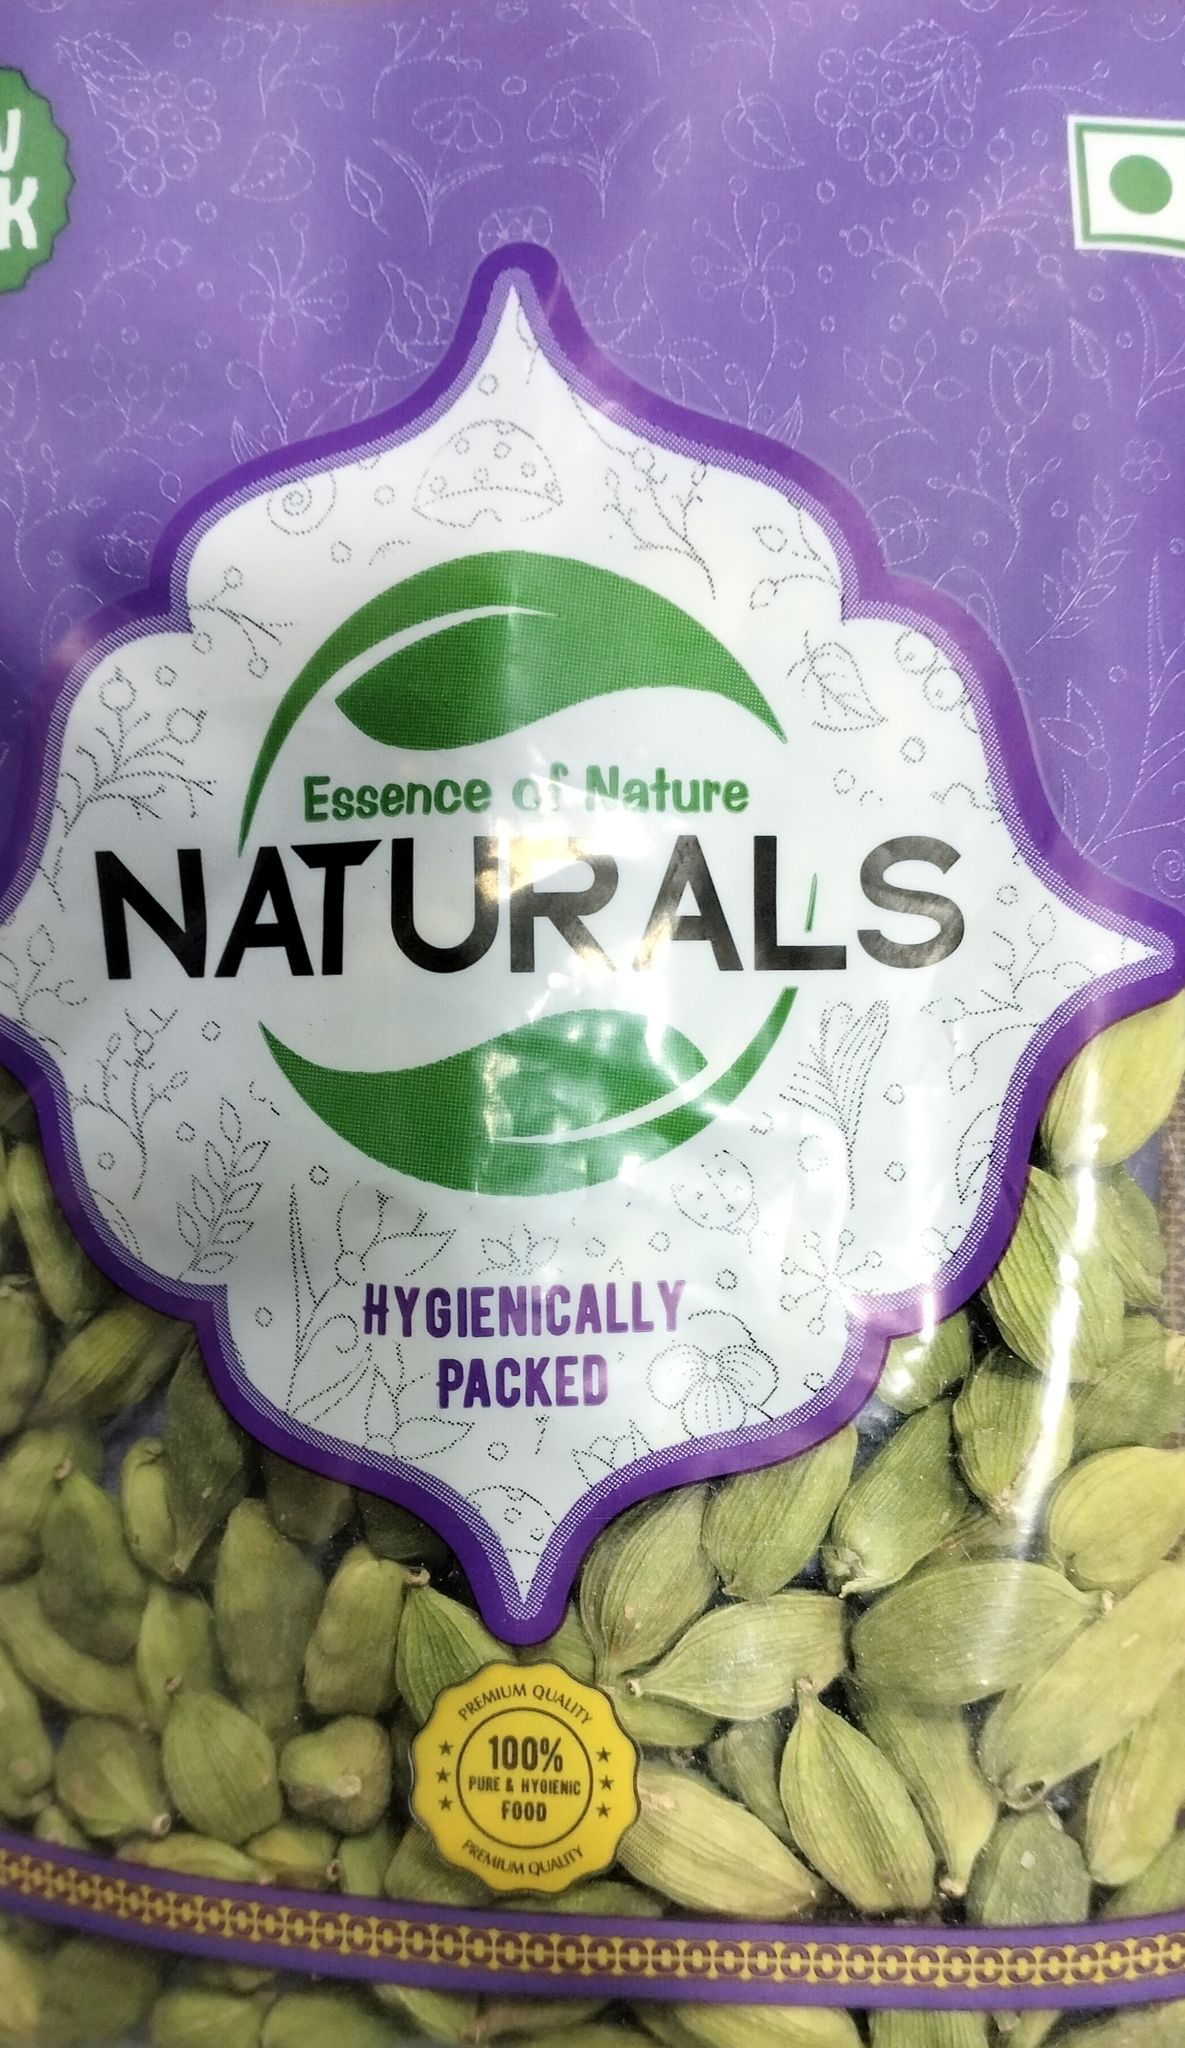 Essence of Nature
NATURALS
HYGIENICALLY
PACKED
PREMIUM QUALITY
100%
PURE & HYGIENIC
FOOD
PREMIUM QUALITY